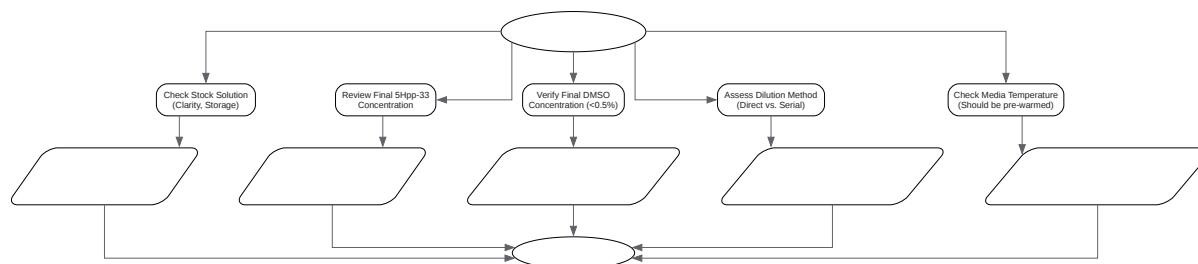 Check Stock Solution
(Clarity, Storage)
Review Final 5Hpp-33
Concentration
Verify Final DMSO
Concentration (<0.5%)
Assess Dilution Method
(Direct vs. Serial)
Check Media Temperature
(Should be pre-warmed)